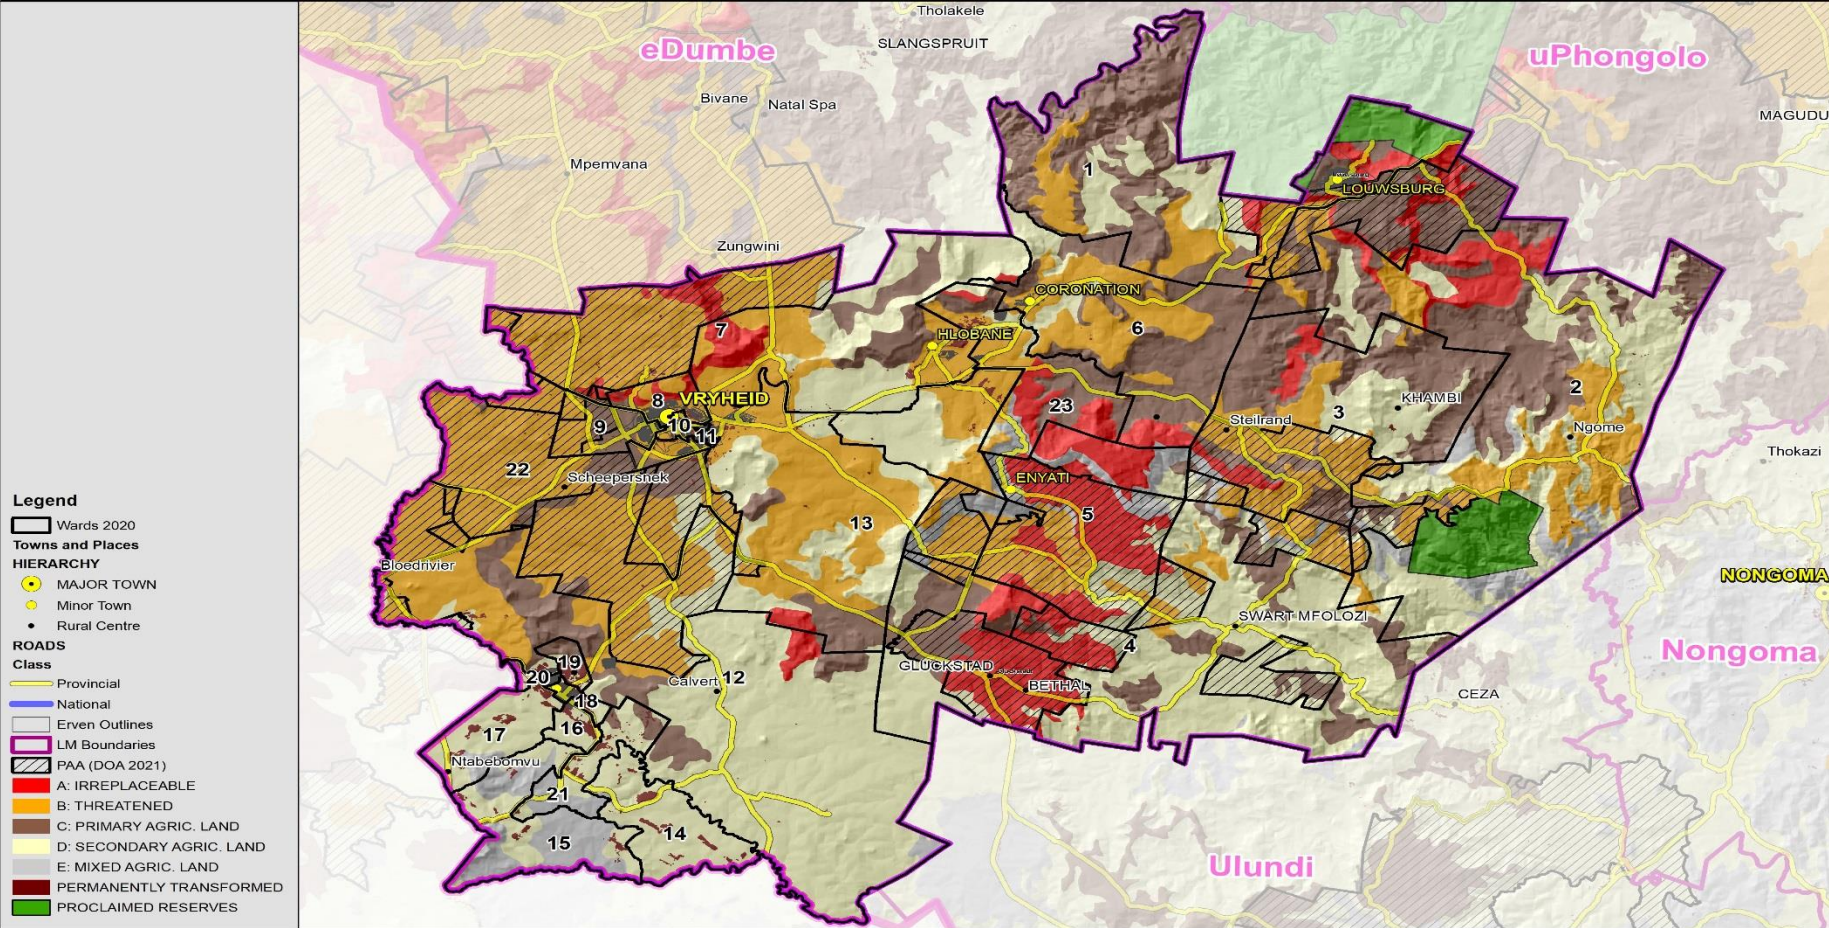 Tholakele
SLANGSPRUIT
eDumbe
uPhongolo
Bivane
Natal Spa
MAGUDU
Mpemvana
1
LOUWSBURG
Zungwini
CORONATION
7
6
HLOBANE
8
VRYHEID
23
3
KHAMBI
2
9
10
11
Steilrand
Ngome
Thokazi
22
Scheepersnek
ENYATI
5
13
Bloedrivier
NONGOMA
SWART MFOLOZI
4
Nongoma
19
GLUCKSTAD
20
Calvert
12
BETHAL
CEZA
18
17
16
Ntabebomvu
21
14
15
Ulundi
Legend
Wards 2020
Towns and Places
HIERARCHY
MAJOR TOWN
Minor Town
Rural Centre
ROADS
Class
Provincial
National
Erven Outlines
LM Boundaries
PAA (DOA 2021)
A: IRREPLACEABLE
B: THREATENED
C: PRIMARY AGRIC. LAND
D: SECONDARY AGRIC. LAND
E: MIXED AGRIC. LAND
PERMANENTLY TRANSFORMED
PROCLAIMED RESERVES